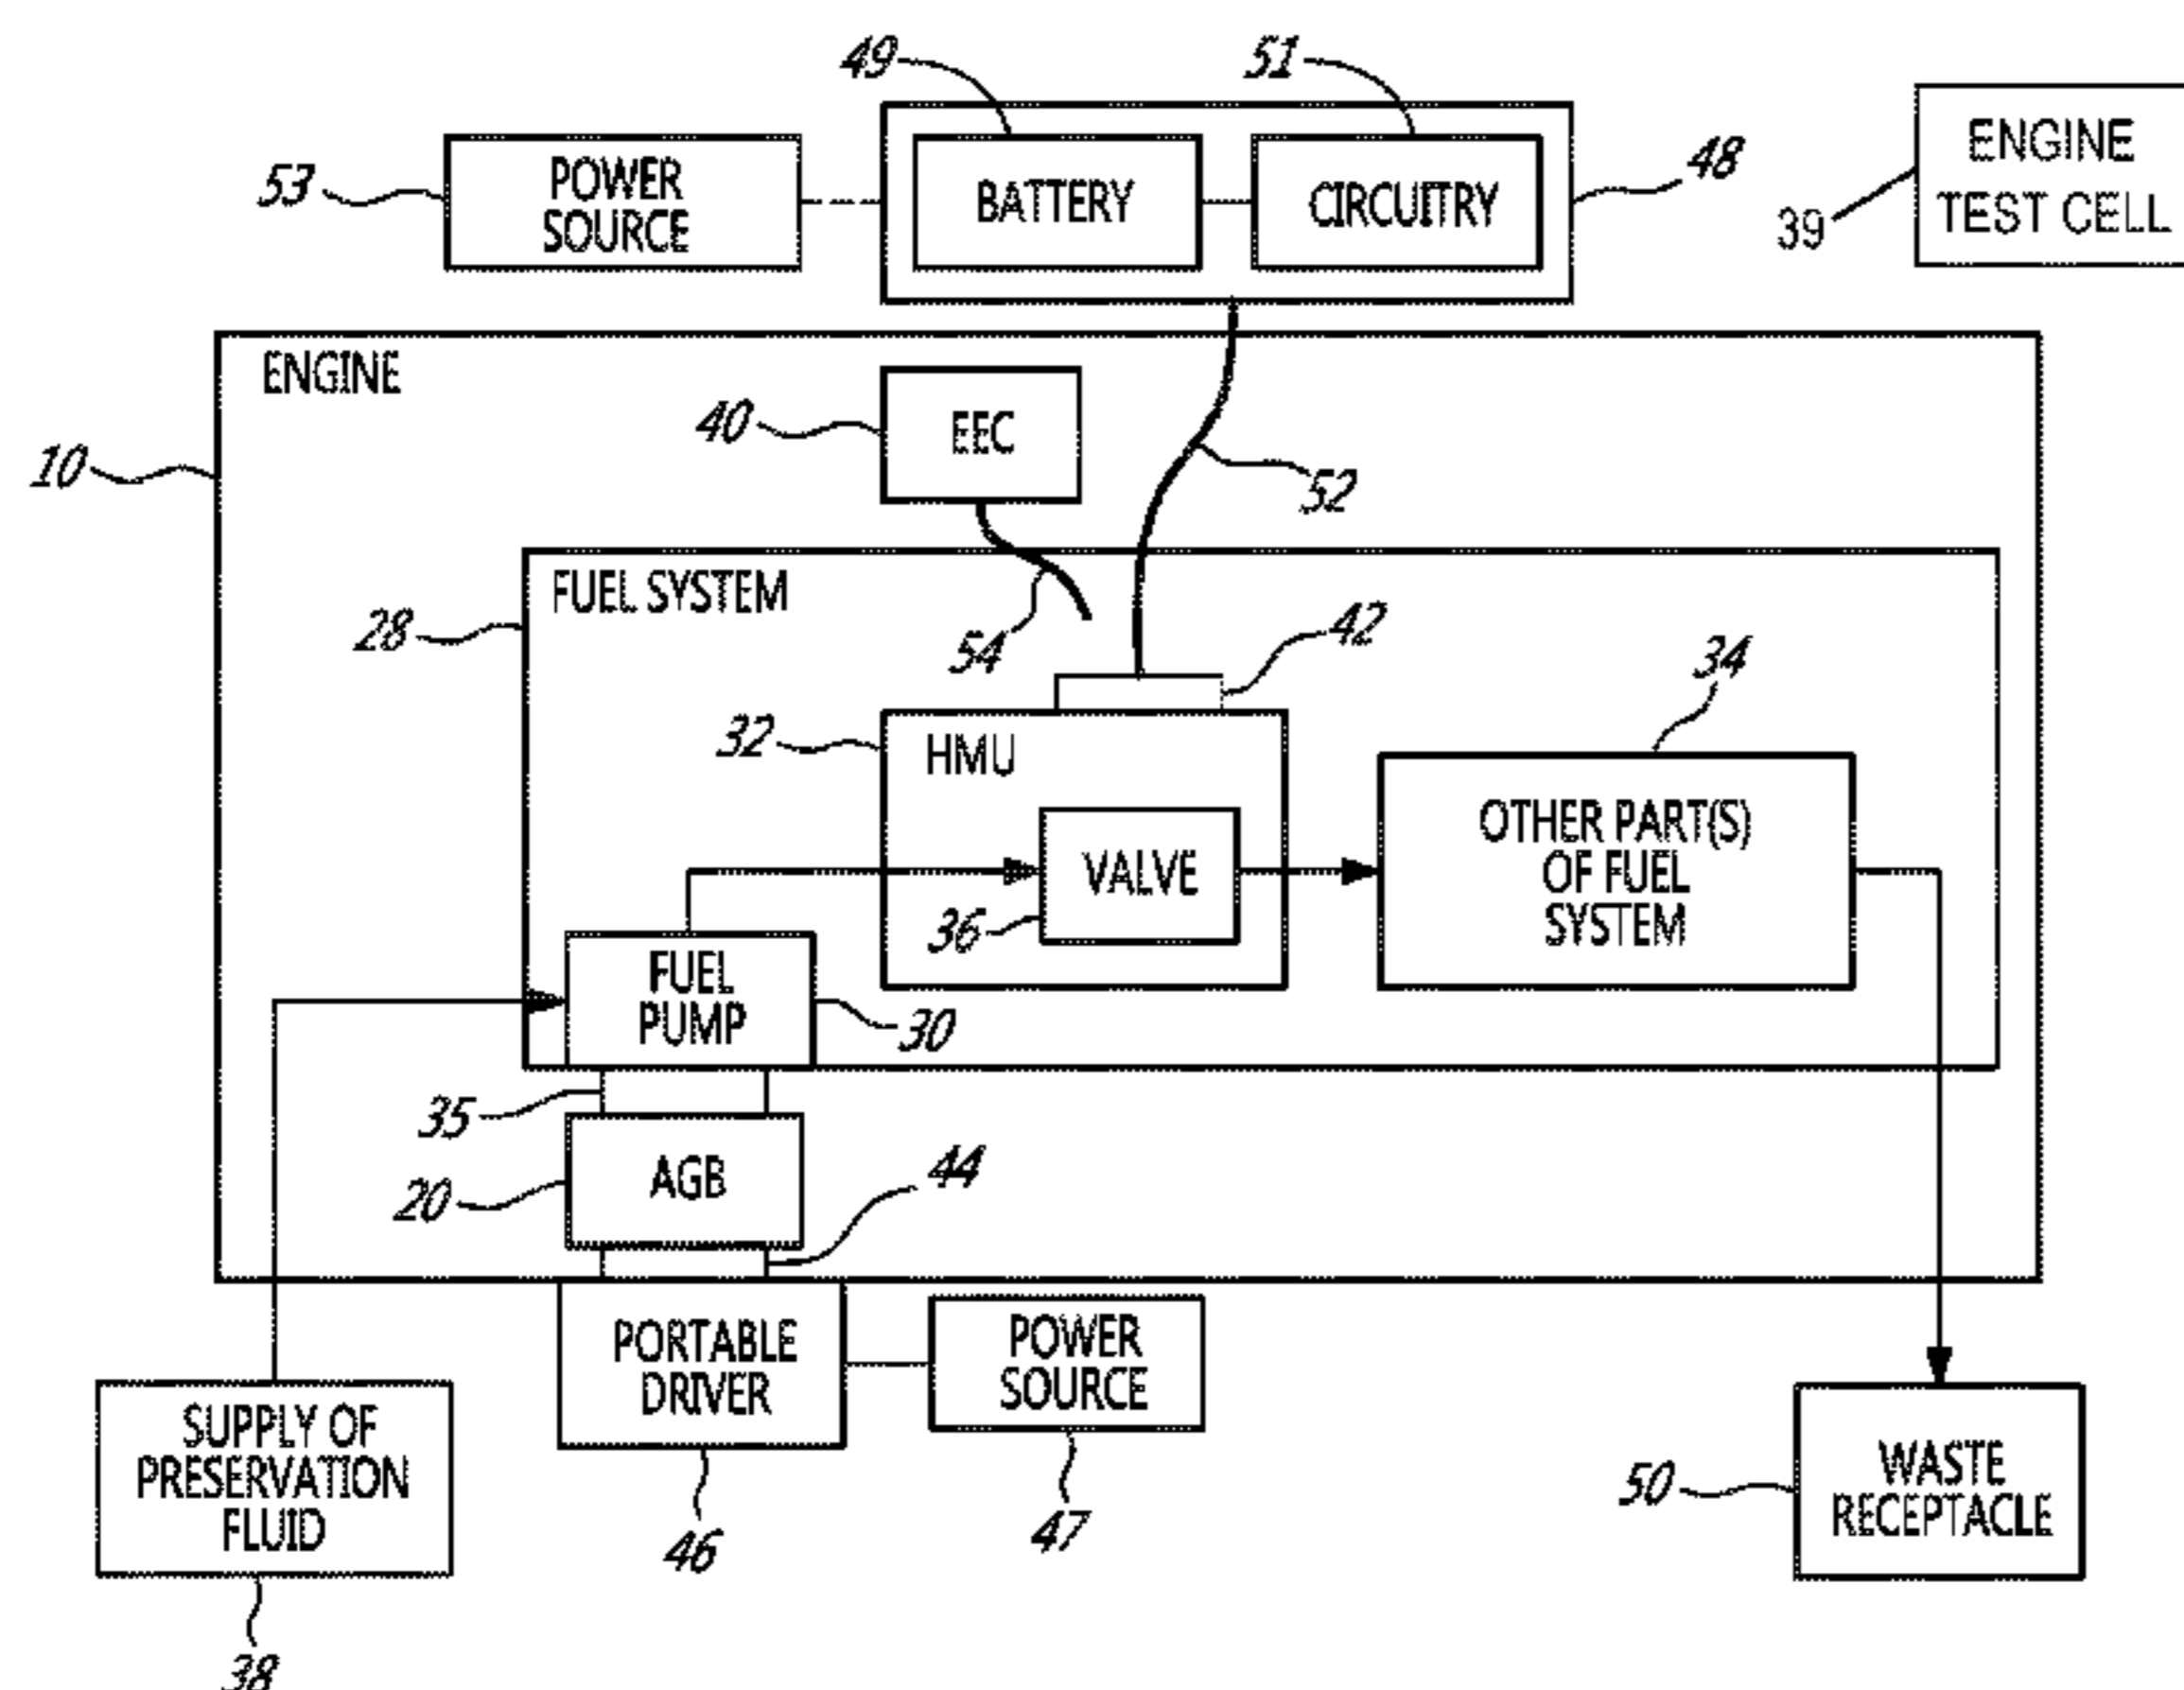 49
51
53
POWER
SOURCE
BATTERY
CIRCUITRY
48
ENGINE
TEST CELL
39
ENGINE
40
EEC
10
52
FUEL SYSTEM
28
54
42
34
32
HMU
OTHER PART(S)
OF FUEL
SYSTEM
VALVE
36
FUEL
PUMP
30
35
AGB
44
20
PORTABLE
DRIVER
POWER
SOURCE
SUPPLY OF
PRESERVATION
FLUID
50
WASTE
RECEPTACLE
46
47
38